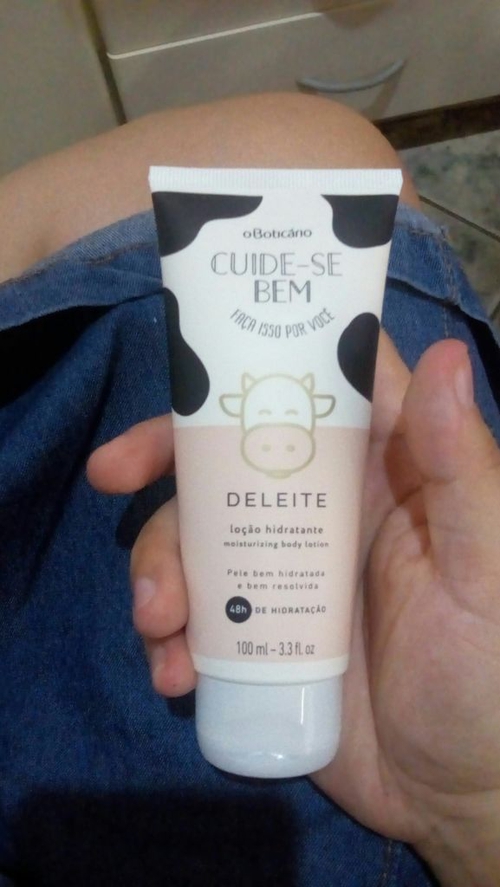 oBoticário
CUIDE-SE
BEM
FAÇA ISSO POR VOCÊ
DELEITE
loção hidratante
moisturizing body lotion
Pele bem hidratada
e bem resolvida
48h DE HIDRATAÇÃO
100 ml – 3.3 fl. oz